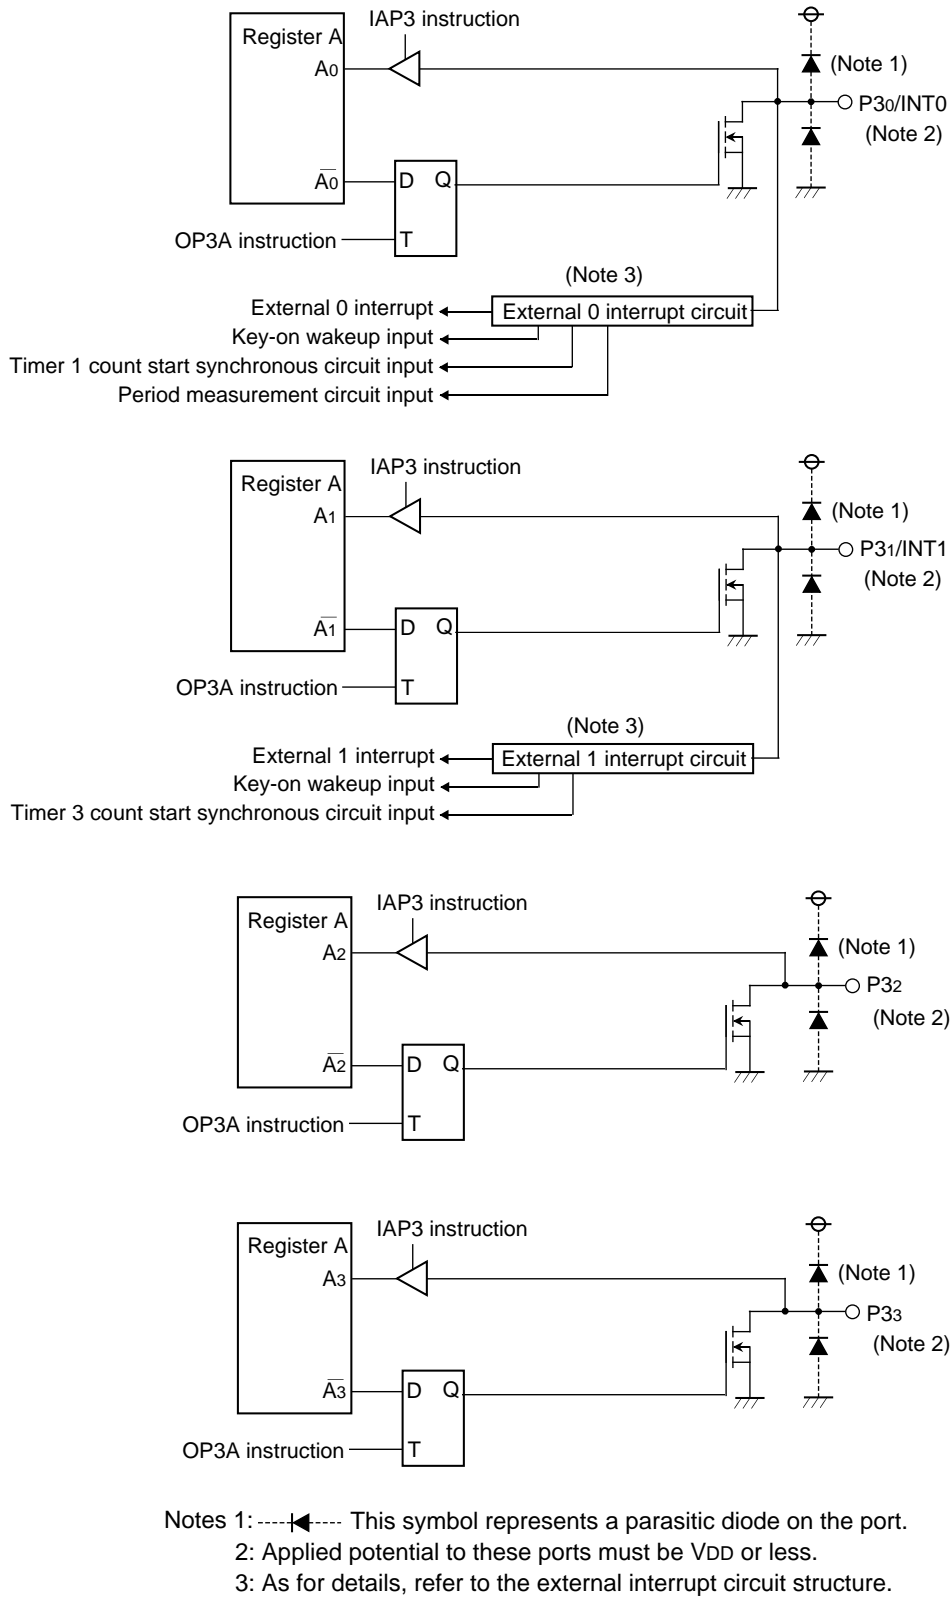 IAP3 instruction
Register A
A0
(Note 1)
P30/INT0
(Note 2)
A̅0̅
D Q
OP3A instruction
T
(Note 3)
External 0 interrupt
External 0 interrupt circuit
Key-on wakeup input
Timer 1 count start synchronous circuit input
Period measurement circuit input
IAP3 instruction
Register A
A1
(Note 1)
P31/INT1
(Note 2)
A̅1̅
D Q
OP3A instruction
T
(Note 3)
External 1 interrupt
External 1 interrupt circuit
Key-on wakeup input
Timer 3 count start synchronous circuit input
IAP3 instruction
Register A
A2
(Note 1)
P32
(Note 2)
A̅2̅
D Q
OP3A instruction
T
IAP3 instruction
Register A
A3
(Note 1)
P33
(Note 2)
A̅3̅
D Q
OP3A instruction
T
Notes 1: This symbol represents a parasitic diode on the port.
2: Applied potential to these ports must be VDD or less.
3: As for details, refer to the external interrupt circuit structure.